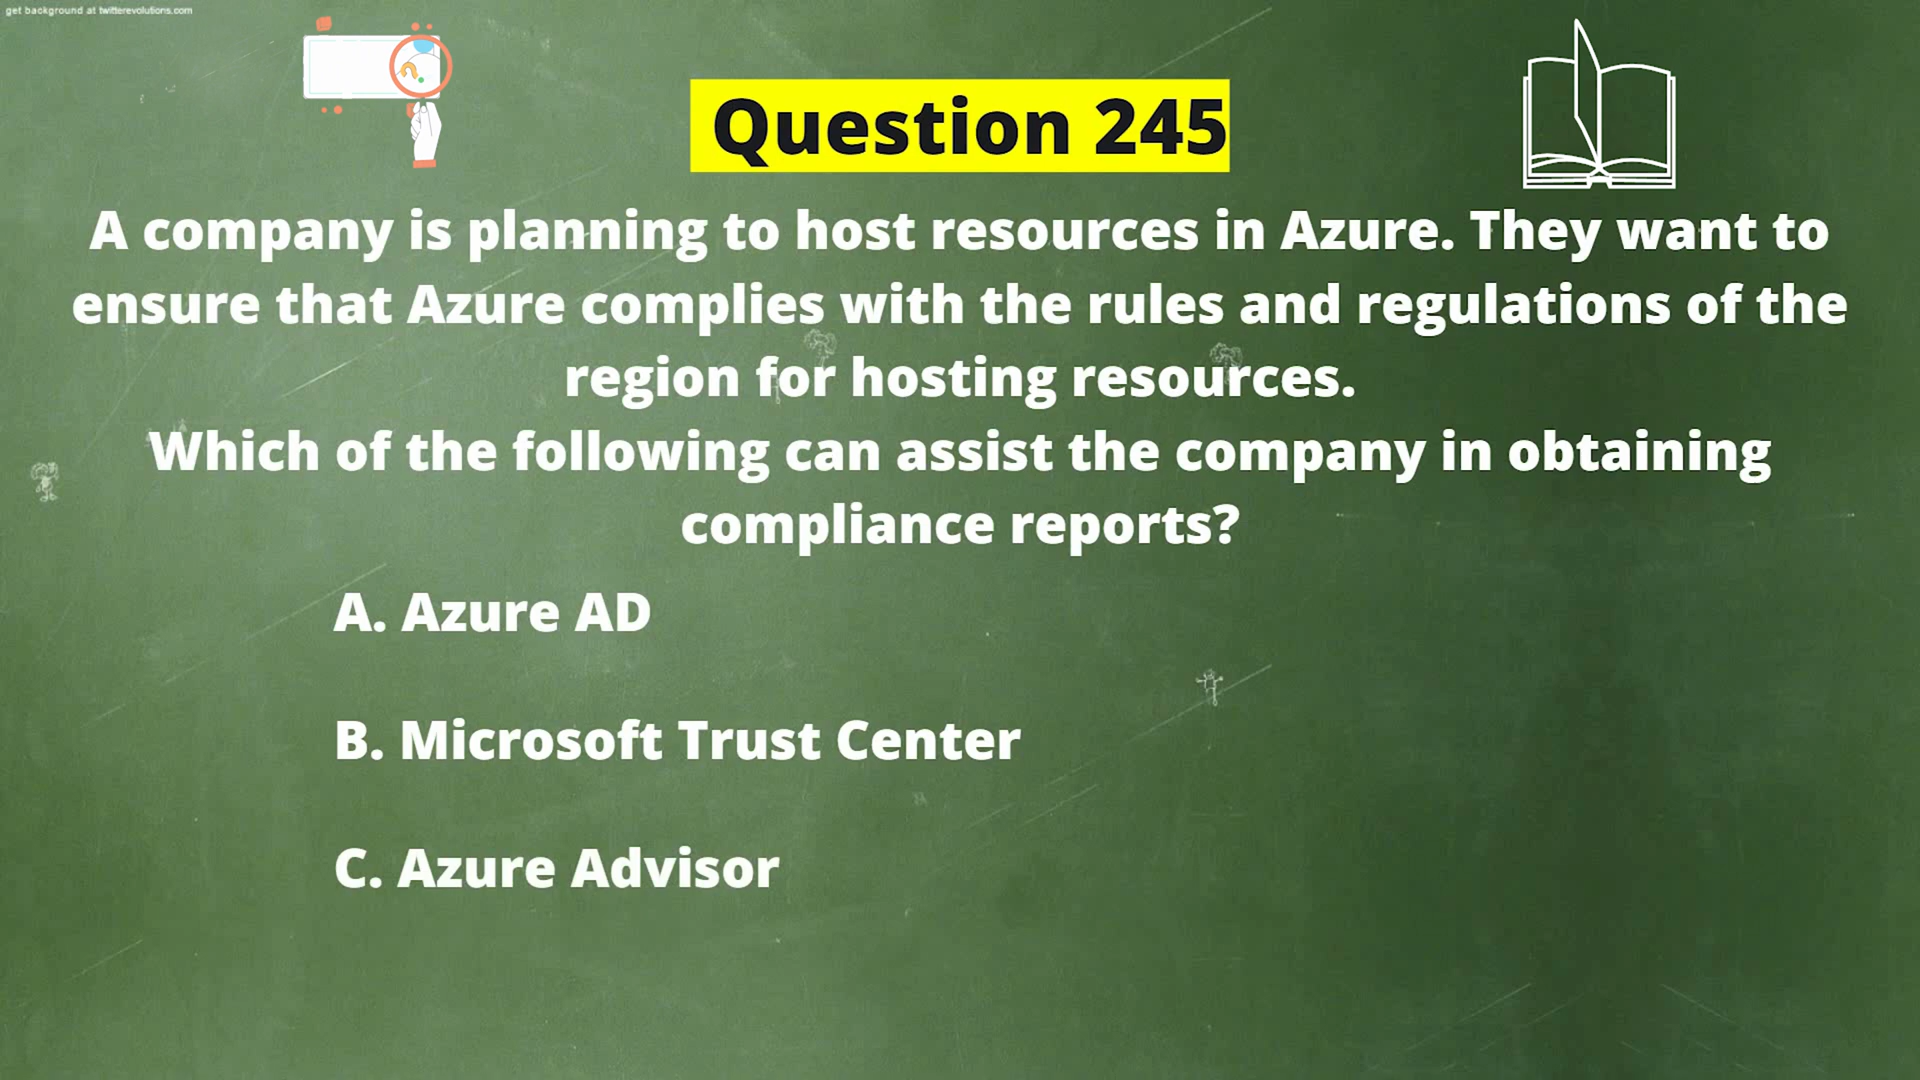 get background at twitterevolutions.com
Question 245
A company is planning to host resources in Azure. They want to
ensure that Azure complies with the rules and regulations of the
region for hosting resources.
Which of the following can assist the company in obtaining
compliance reports?
A. Azure AD
B. Microsoft Trust Center
C. Azure Advisor